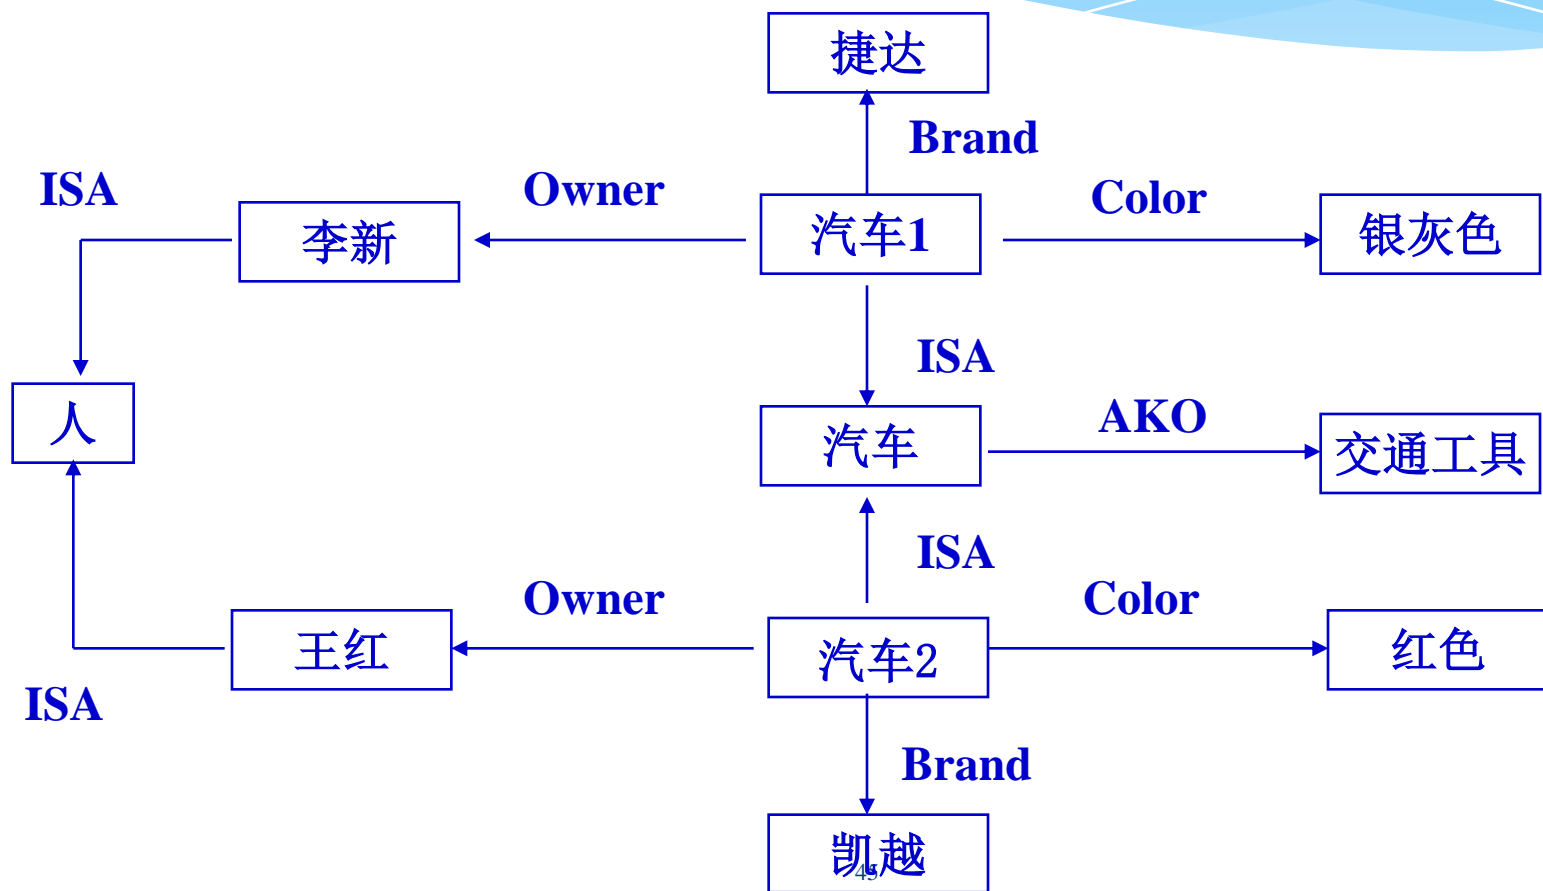 捷达
Brand
ISA
Owner
Color
李新
汽车1
银灰色
ISA
人
汽车
AKO
交通工具
ISA
Owner
Color
王红
汽车2
红色
ISA
Brand
凯越
45